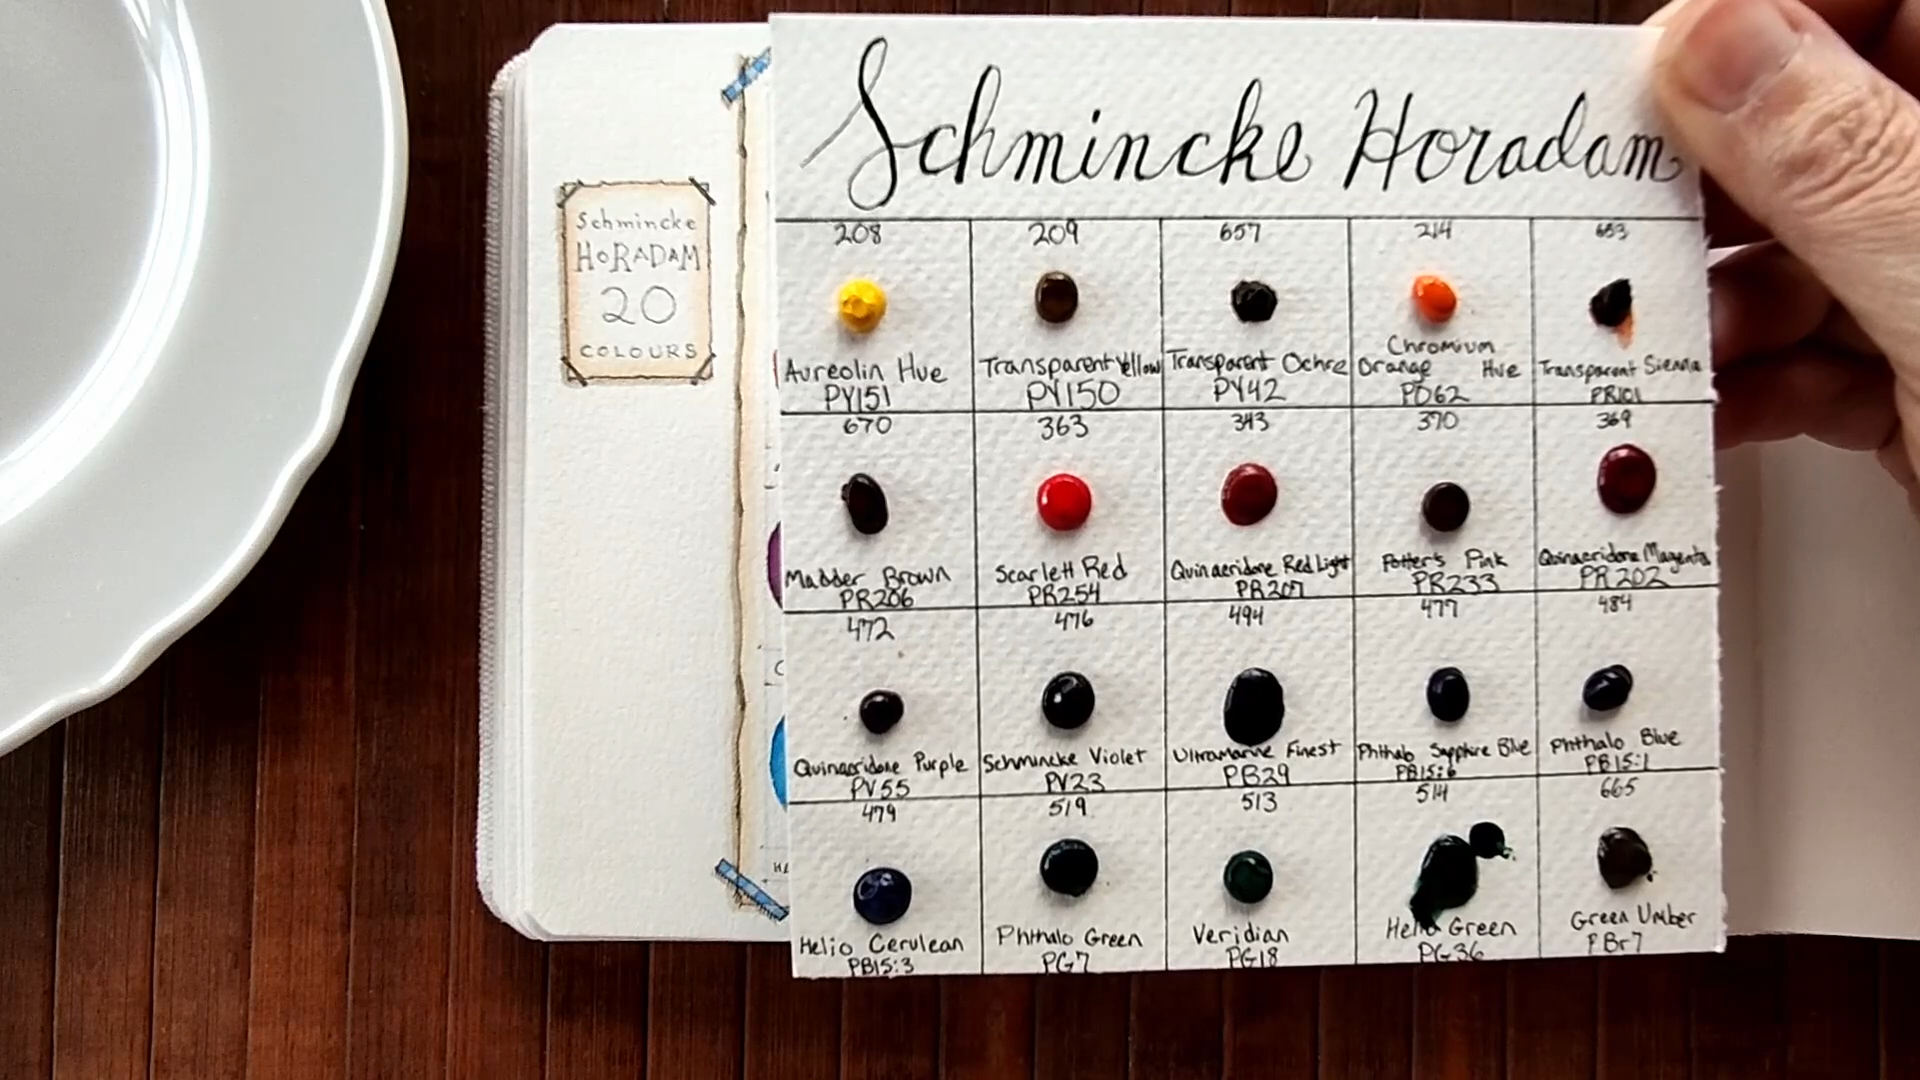 Schmincke
HORADAM
20
COLOURS
Schmincke Horadam
208 209 657 214 653
Aureolin Hue
PY151
Transparent Yellow
PY150
Transparent Ochre
PY42
Chromium
Orange Hue
PO62
Transparent Sienna
PR101
670 363 343 370 369
Madder Brown
PR206
Scarlett Red
PR254
Quinacridone Red Light
PR207
Potter's Pink
PR233
Quinacridone Magenta
PR202
472 476 494 477 484
Quinacridone Purple
PV55
Schmincke Violet
PV23
Ultramarine Finest
PB29
Phthalo Sapphire Blue
PB15:6
Phthalo Blue
PB15:1
479 519 513 514 665
Helio Cerulean
PB15:3
Phthalo Green
PG7
Veridian
PG18
Helio Green
PG36
Green Umber
PBr7